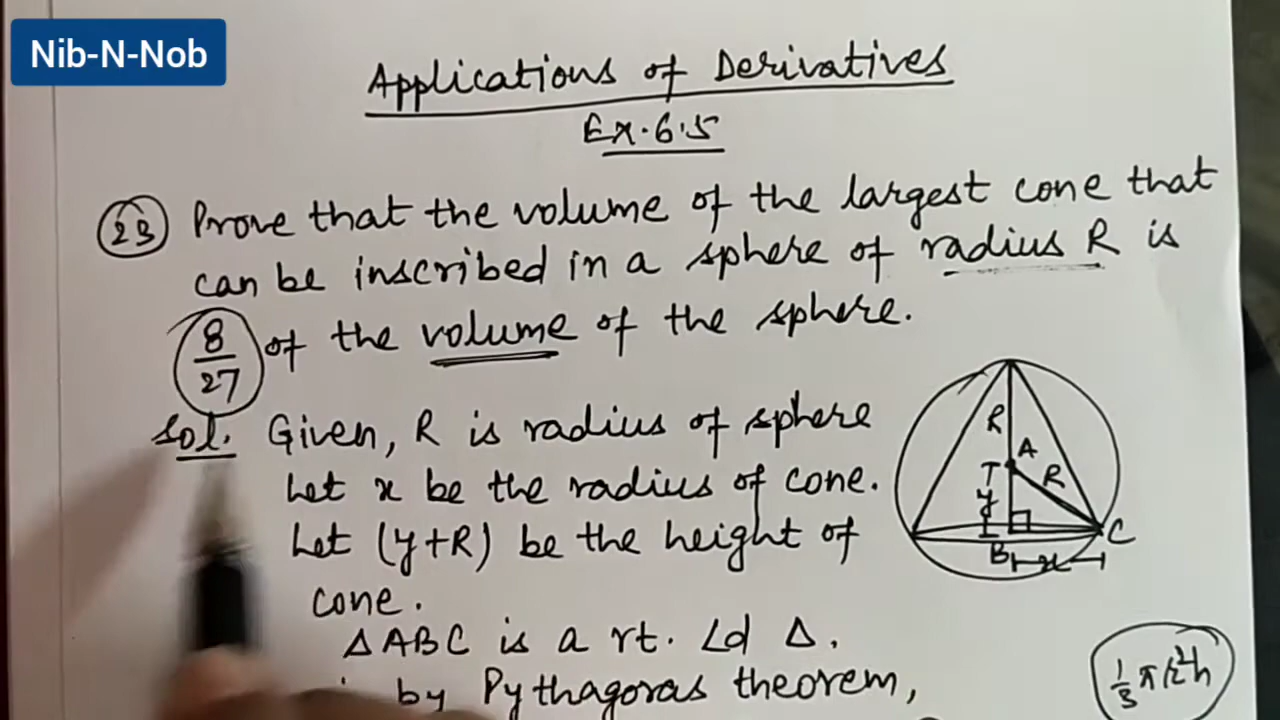 Nib-N-Nob
Applications of Derivatives
Ex. 6.5
23 Prove that the volume of the largest cone that
can be inscribed in a sphere of radius R is
8/27 of the volume of the sphere.
Sol. Given, R is radius of sphere
Let x be the radius of cone.
Let (y+R) be the height of
cone.
△ABC is a rt. ∠d △.
by Pythagoras theorem,
R
A
R
y
B
x
C
1/3 πr²h